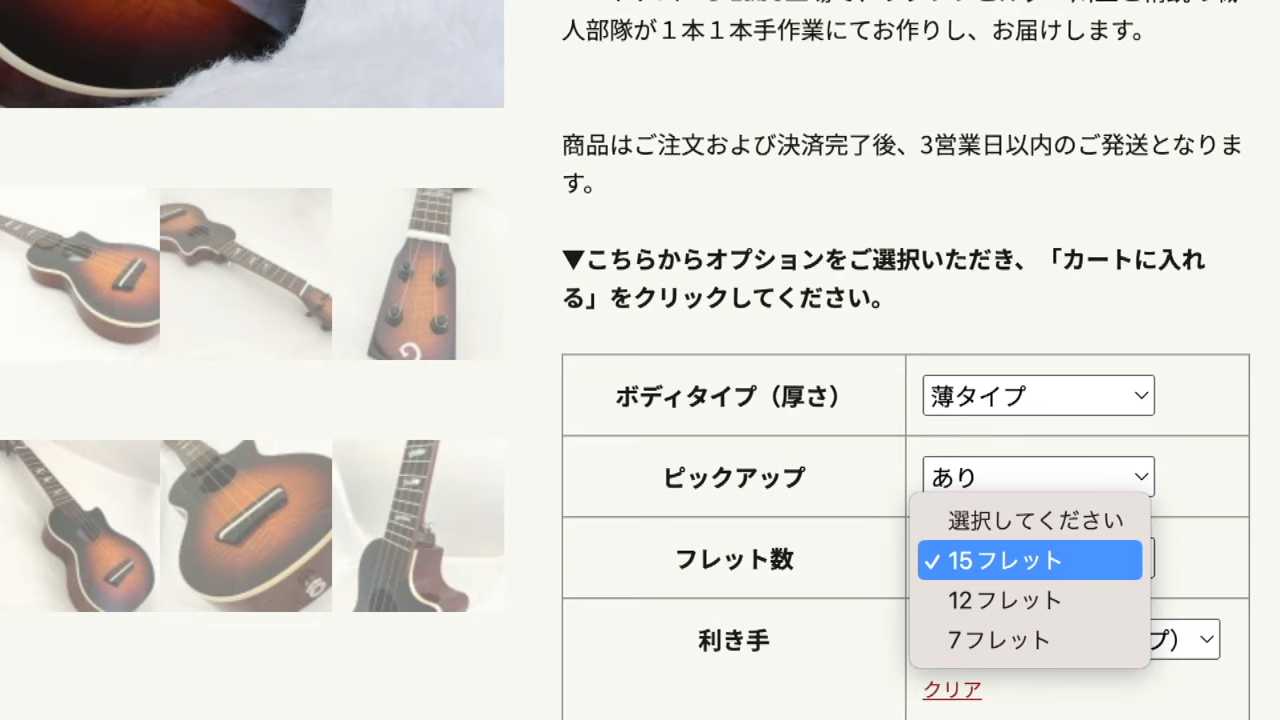 人部隊が１本１本手作業にてお作りし、お届けします。
商品はご注文および決済完了後、3営業日以内のご発送となりま
す。
▼こちらからオプションをご選択いただき、「カートに入れ
る」をクリックしてください。
ボディタイプ（厚さ） 薄タイプ
ピックアップ あり
選択してください
フレット数 ✓ 15フレット
12フレット
7フレット
利き手 プ）
クリア